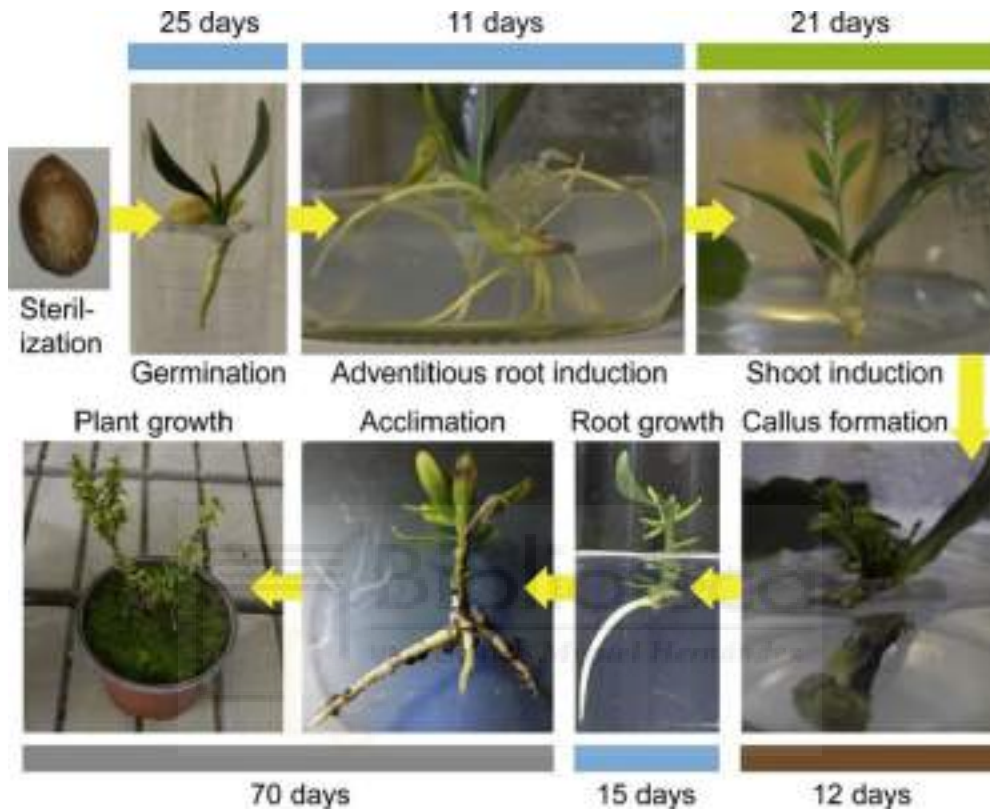 25 days
11 days
21 days
Steril-
ization
Germination
Adventitious root induction
Shoot induction
Plant growth
Acclimation
Root growth
Callus formation
70 days
15 days
12 days